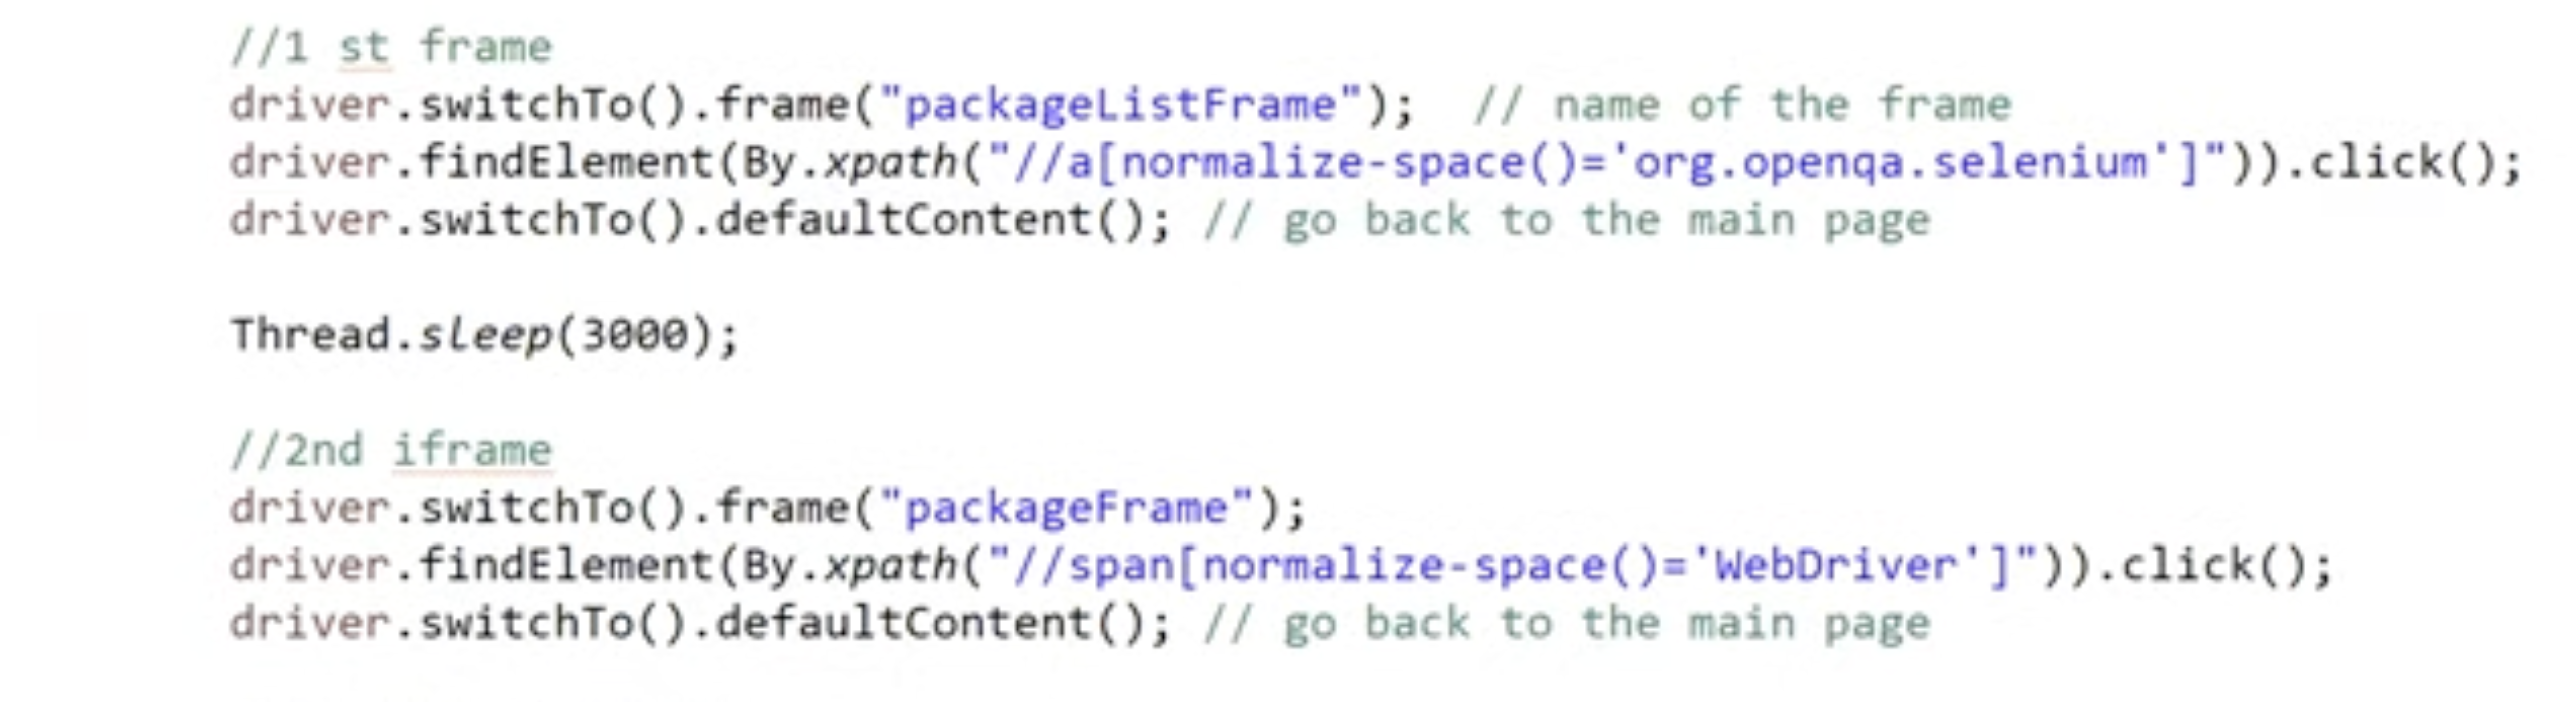 //1 st frame
driver.switchTo().frame("packageListFrame");  // name of the frame
driver.findElement(By.xpath("//a[normalize-space()='org.openqa.selenium']")).click();
driver.switchTo().defaultContent(); // go back to the main page
Thread.sleep(3000);
//2nd iframe
driver.switchTo().frame("packageFrame");
driver.findElement(By.xpath("//span[normalize-space()='WebDriver']")).click();
driver.switchTo().defaultContent(); // go back to the main page